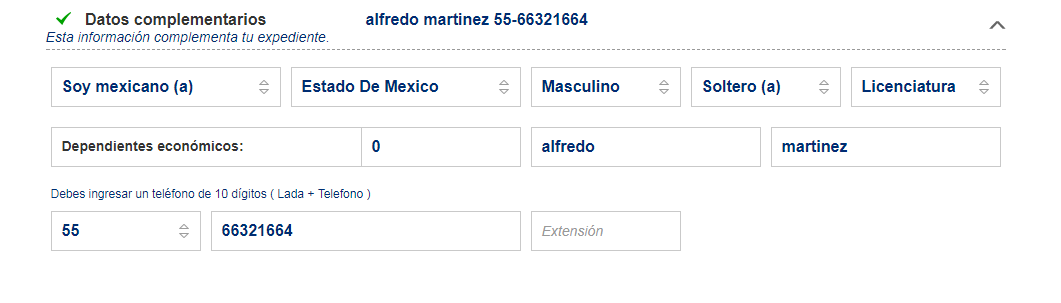 Datos complementarios alfredo martinez 55-66321664
Esta información complementa tu expediente.
Soy mexicano (a) Estado De Mexico Masculino Soltero (a) Licenciatura
Dependientes económicos: 0 alfredo martinez
Debes ingresar un teléfono de 10 dígitos ( Lada + Telefono )
55 66321664 Extensión